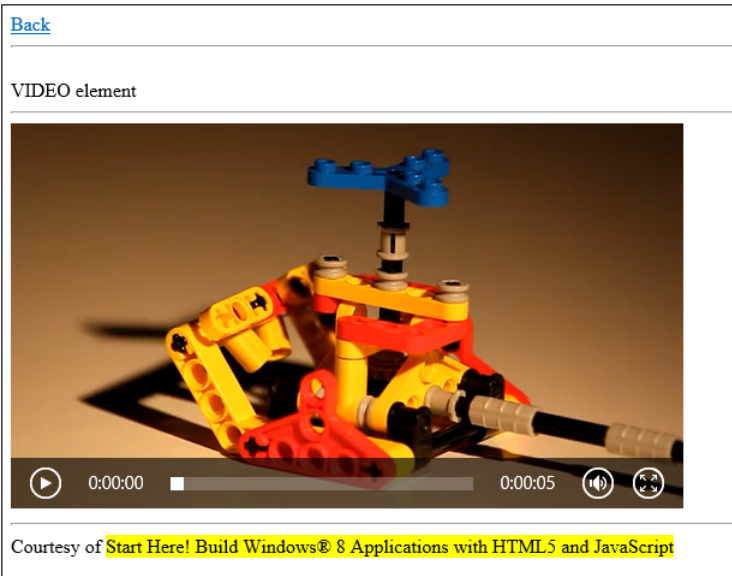 Back
VIDEO element
0:00:00 0:00:05
Courtesy of Start Here! Build Windows® 8 Applications with HTML5 and JavaScript